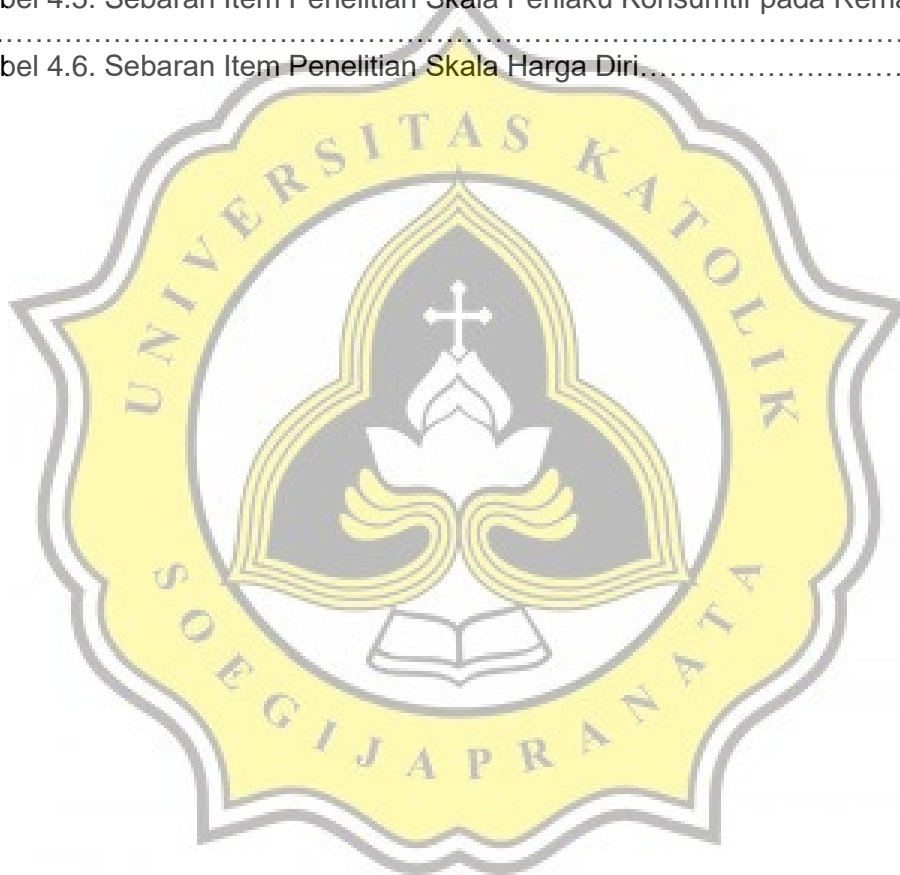 bel 4.5. Sebaran Item Penelitian Skala Perilaku Konsumtif pada Rema
................................................................................
bel 4.6. Sebaran Item Penelitian Skala Harga Diri..........................
UNIVERSITAS KATOLIK
SOEGIJAPRANATA